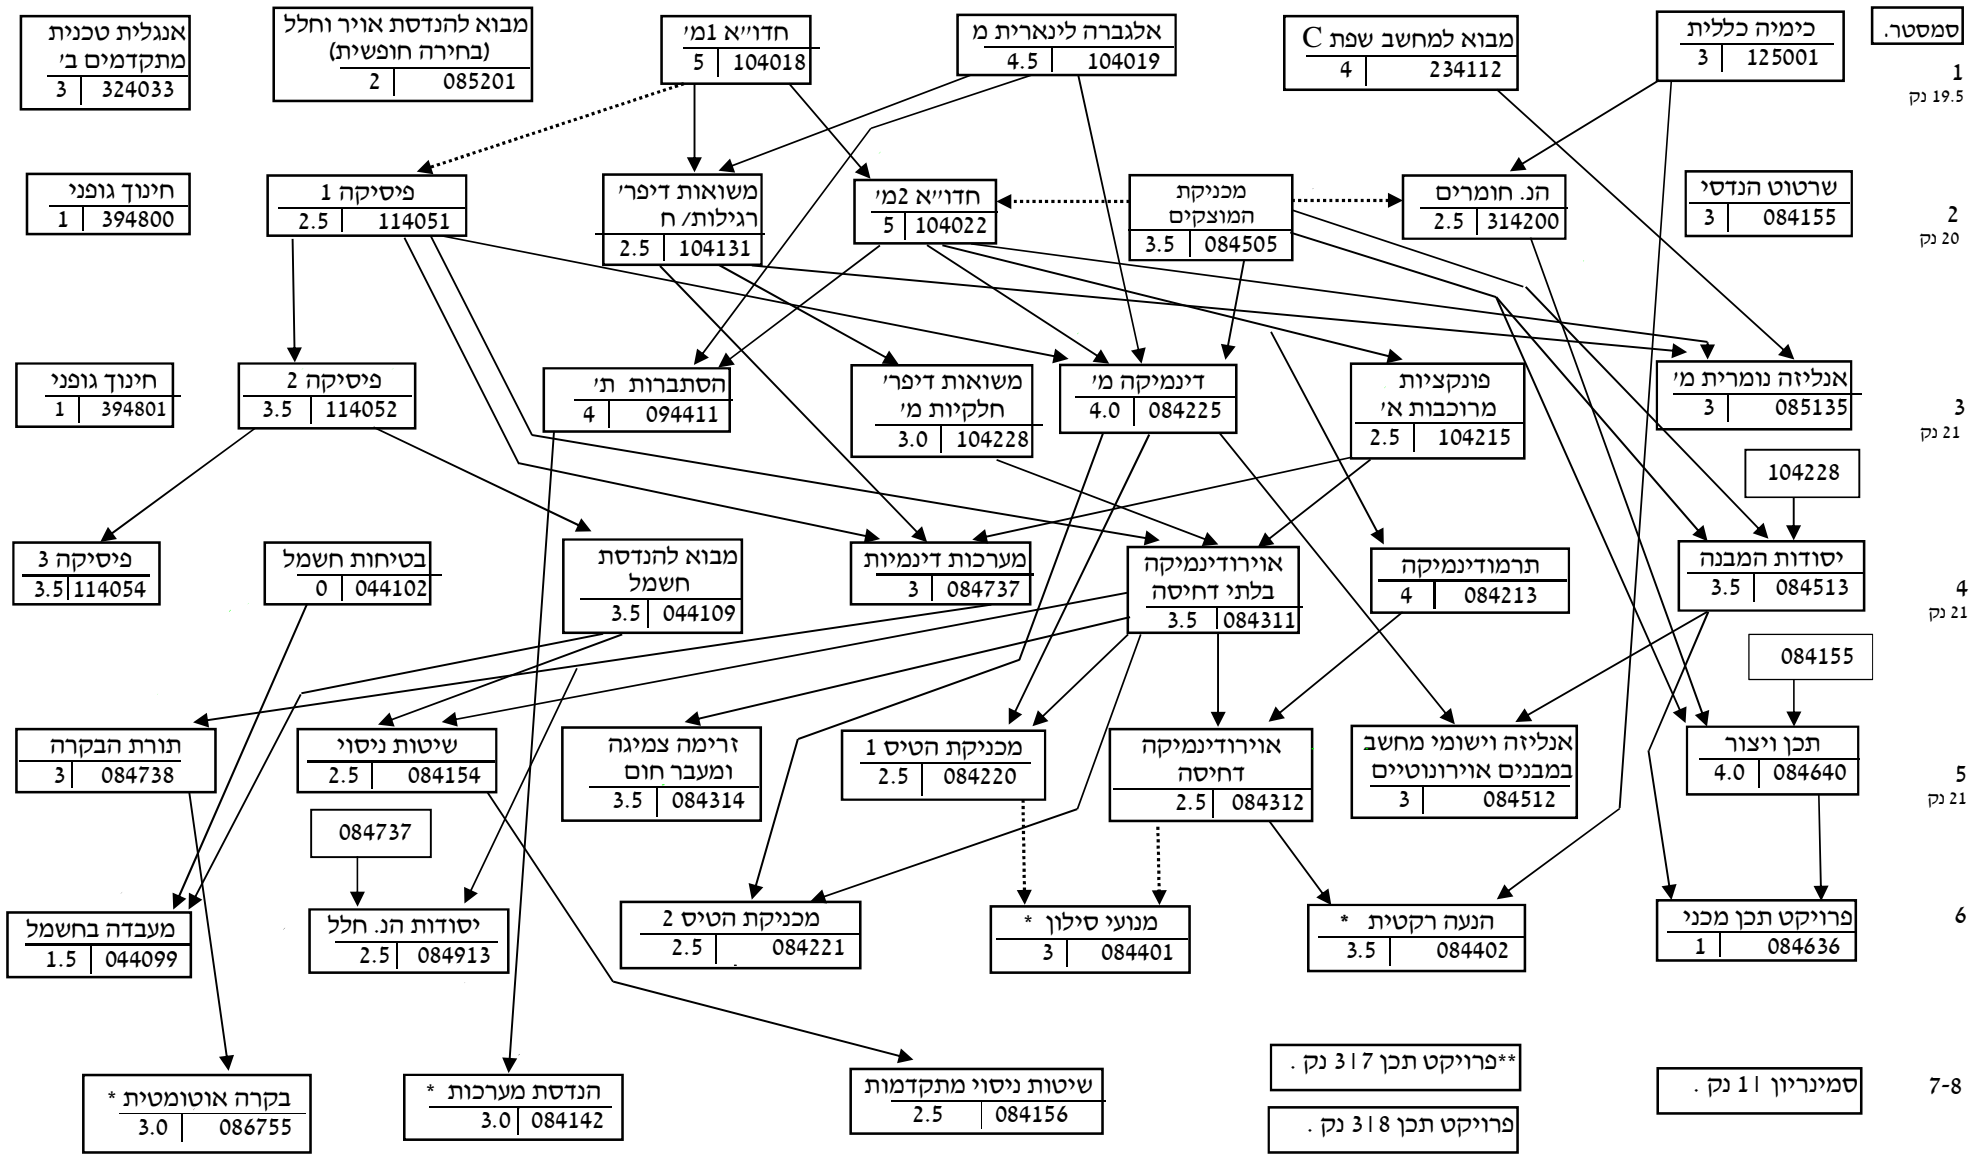 סמסטר.
כימיה כללית
3 | 125001
מבוא למחשב שפת C
4 | 234112
אלגברה לינארית מ
4.5 | 104019
חדו״א 1מ׳
5 | 104018
מבוא להנדסת אויר וחלל
(בחירה חופשית)
2 | 085201
אנגלית טכנית
מתקדמים ב׳
3 | 324033
1
19.5 נק
שרטוט הנדסי
3 | 084155
הנ. חומרים
2.5 | 314200
מכניקת
המוצקים
3.5 | 084505
חדו״א 2מ׳
5 | 104022
משואות דיפר׳
רגילות/ ח
2.5 | 104131
פיסיקה 1
2.5 | 114051
חינוך גופני
1 | 394800
2
20 נק
אנליזה נומרית מ׳
3 | 085135
פונקציות
מרוכבות א׳
2.5 | 104215
דינמיקה מ׳
4.0 | 084225
משואות דיפר׳
חלקיות מ׳
3.0 | 104228
הסתברות ת׳
4 | 094411
פיסיקה 2
3.5 | 114052
חינוך גופני
1 | 394801
3
21 נק
104228
יסודות המבנה
3.5 | 084513
תרמודינמיקה
4 | 084213
אוירודינמיקה
בלתי דחיסה
3.5 | 084311
מערכות דינמיות
3 | 084737
מבוא להנדסת
חשמל
3.5 | 044109
בטיחות חשמל
0 | 044102
פיסיקה 3
3.5 | 114054
4
21 נק
084155
תכן ויצור
4.0 | 084640
אנליזה וישומי מחשב
במבנים אוירונוטיים
3 | 084512
אוירודינמיקה
דחיסה
2.5 | 084312
מכניקת הטיס 1
2.5 | 084220
זרימה צמיגה
ומעבר חום
3.5 | 084314
שיטות ניסוי
2.5 | 084154
תורת הבקרה
3 | 084738
5
21 נק
084737
פרויקט תכן מכני
1 | 084636
הנעה רקטית *
3.5 | 084402
מנועי סילון *
3 | 084401
מכניקת הטיס 2
2.5 | 084221
יסודות הנ. חלל
2.5 | 084913
מעבדה בחשמל
1.5 | 044099
6
**פרויקט תכן 7 | 3 נק .
פרויקט תכן 8 | 3 נק .
סמינריון | 1 נק .
שיטות ניסוי מתקדמות
2.5 | 084156
הנדסת מערכות *
3.0 | 084142
בקרה אוטומטית *
3.0 | 086755
7-8